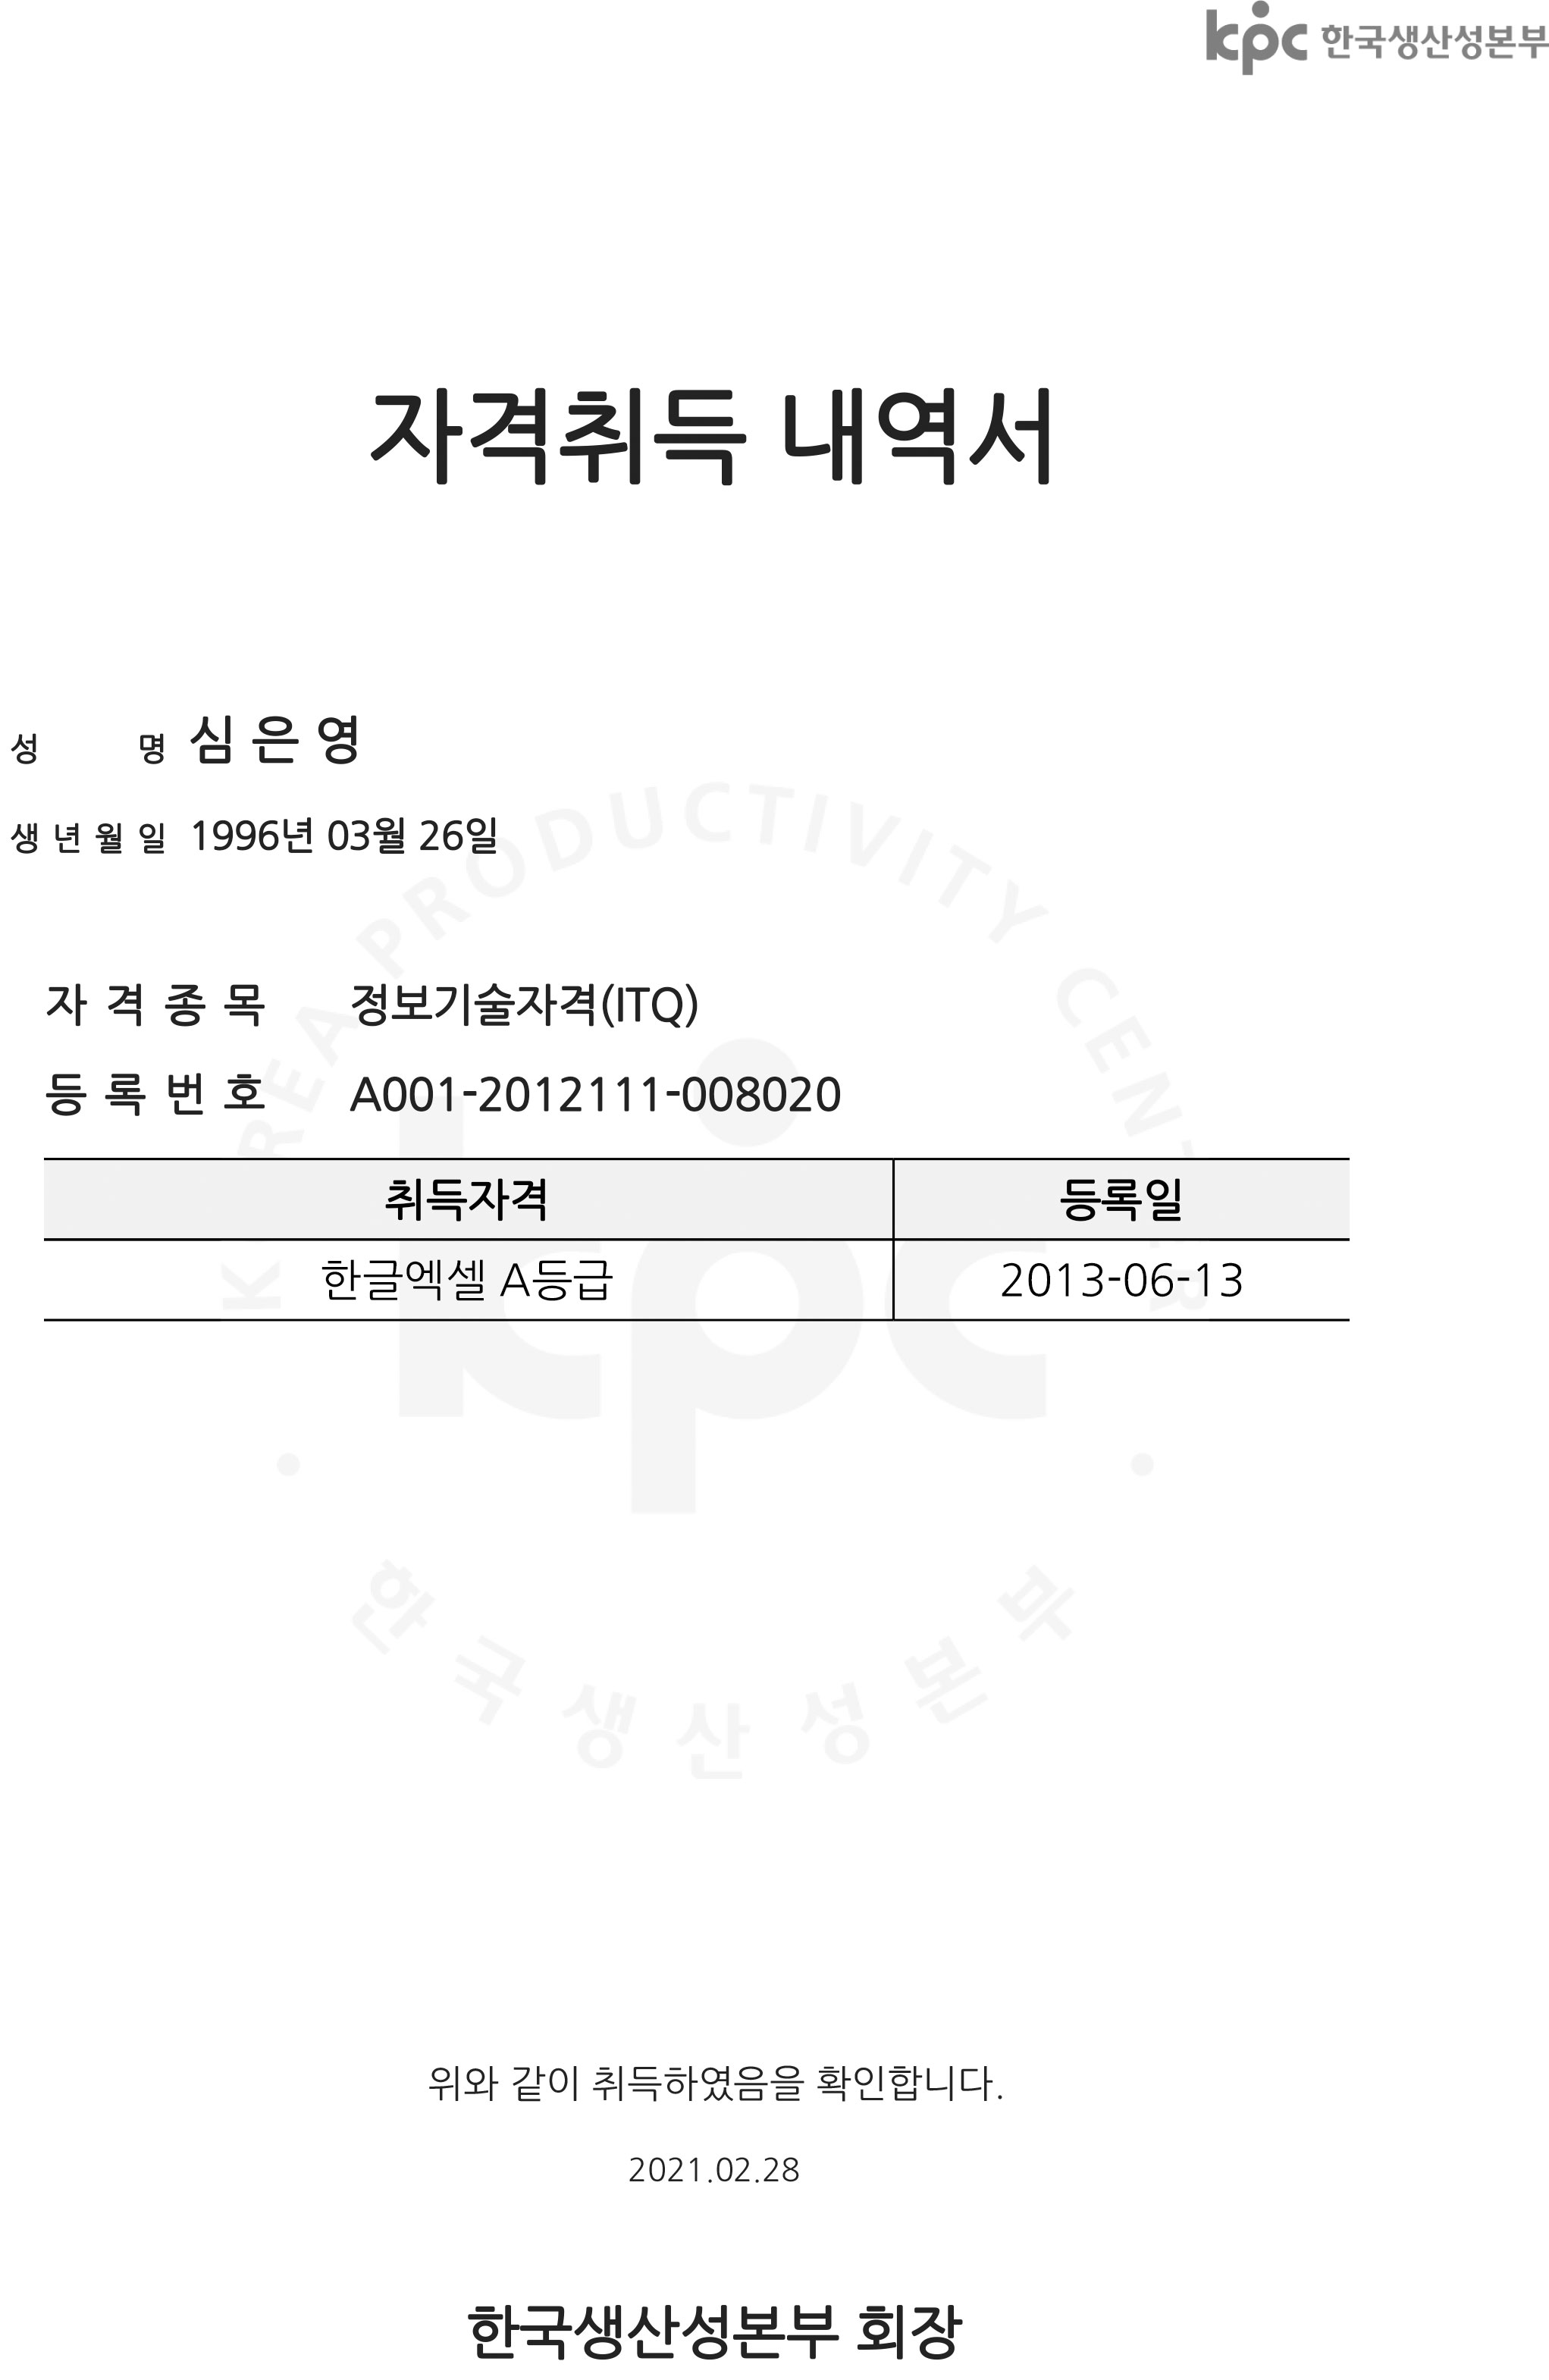 kpc 한국생산성본부
자격취득 내역서
성 명 심은영
생년월일 1996년 03월 26일
자격종목 정보기술자격(ITQ)
등록번호 A001-2012111-008020
취득자격 등록일
한글엑셀 A등급 2013-06-13
KOREA PRODUCTIVITY CENTER
kpc
한국생산성본부
위와 같이 취득하였음을 확인합니다.
2021.02.28
한국생산성본부 회장